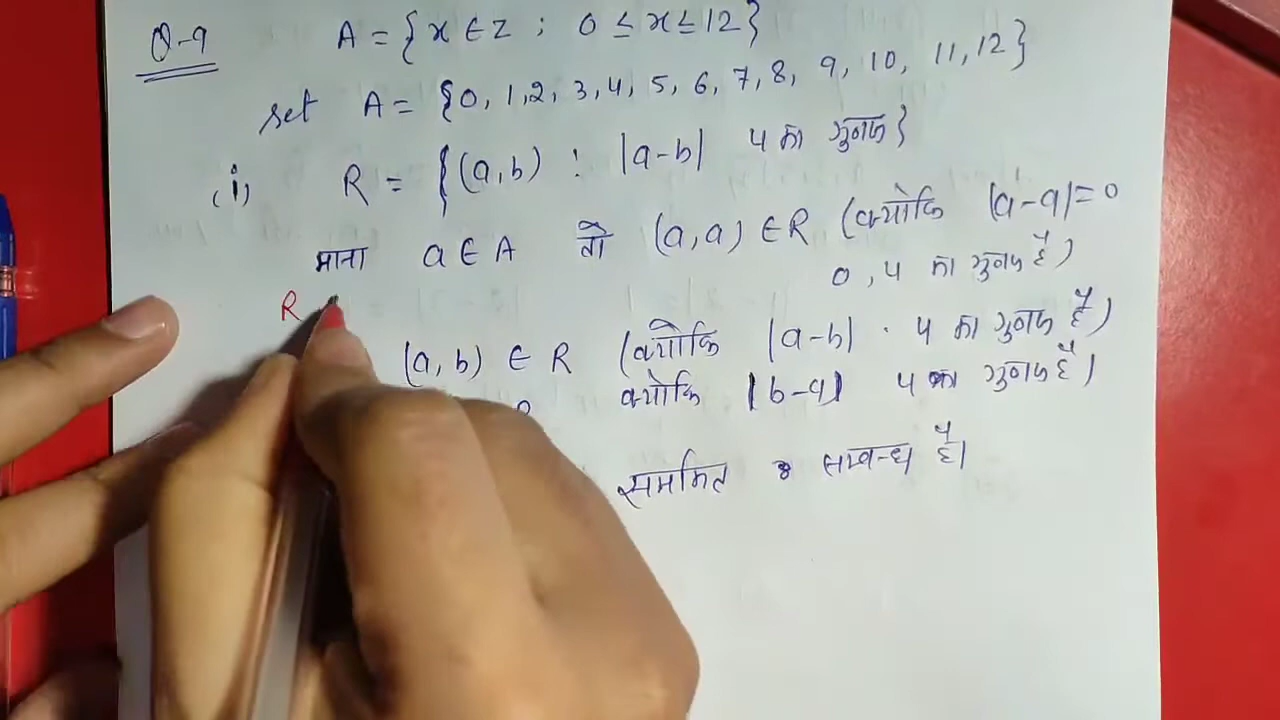 Q-9 A = {x ∈ Z ; 0 ≤ x ≤ 12}
set A = {0, 1, 2, 3, 4, 5, 6, 7, 8, 9, 10, 11, 12}
(i) R = {(a, b) : |a-b| 4 का गुणज}
माना a ∈ A तो (a, a) ∈ R (क्योकि |a-a| = 0
0, 4 का गुणज है)
R
(a, b) ∈ R (क्योकि |a-b| . 4 का गुणज है)
क्योकि |b-a| 4 का गुणज है)
सममित सम्बन्ध है।